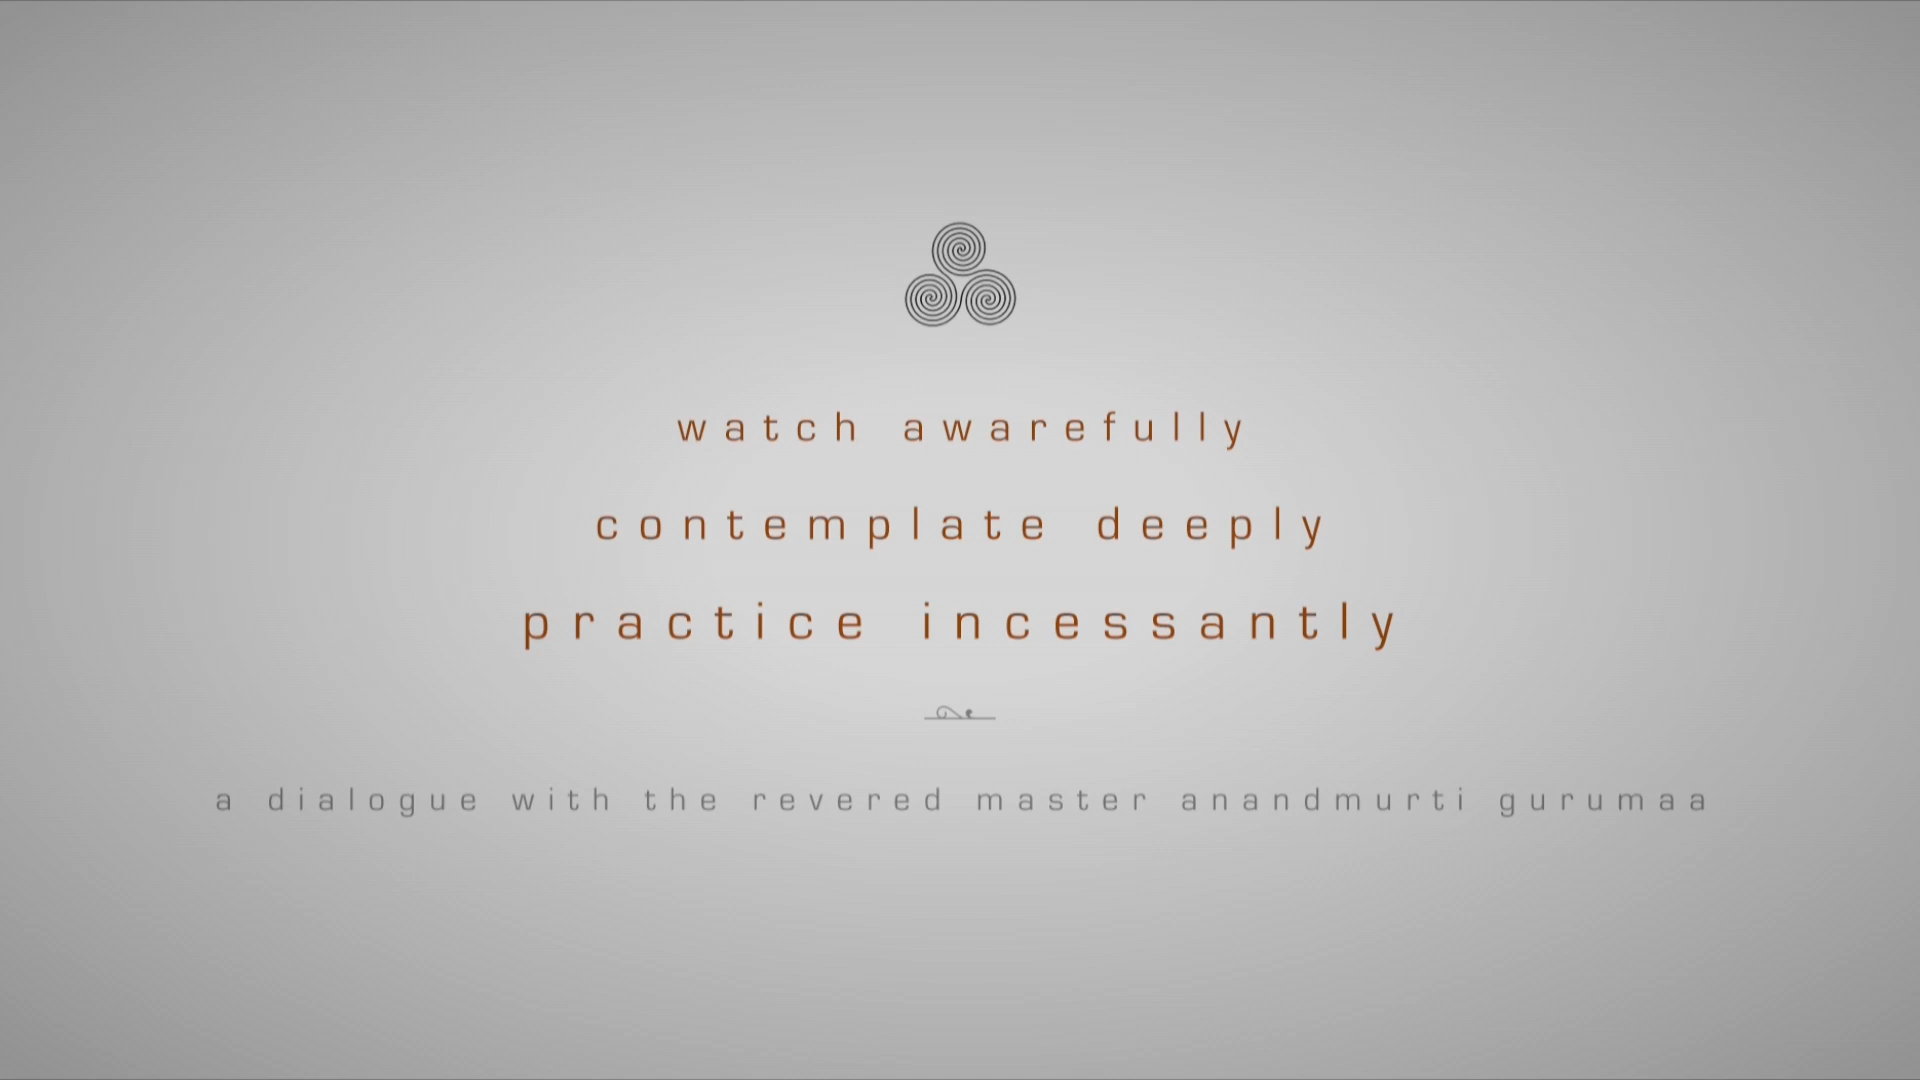 watch awarefully
contemplate deeply
practice incessantly
a dialogue with the revered master anandmurti gurumaa